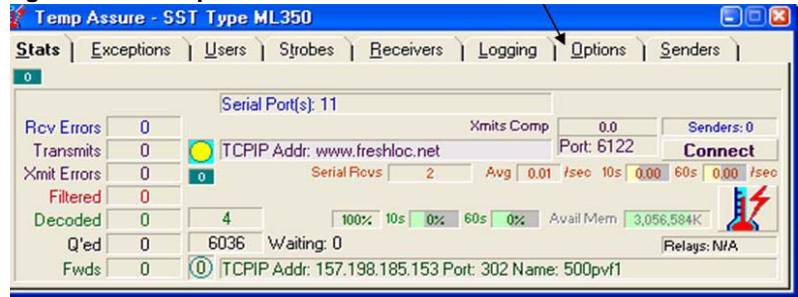 Temp Assure - SST Type ML350
Stats Exceptions Users Strobes Receivers Logging Options Senders
0
Serial Port(s): 11
Rcv Errors 0 Xmits Comp 0.0 Senders: 0
Transmits 0 TCPIP Addr: www.freshloc.net Port: 6122 Connect
Xmit Errors 0 0 Serial Rcvs 2 Avg 0.01 /sec 10s 0.00 60s 0.00 /sec
Filtered 0
Decoded 0 4 100% 10s 0% 60s 0% Avail Mem 3,056,584K
Q'ed 0 6036 Waiting: 0 Relays: N/A
Fwds 0 0 TCPIP Addr: 157.198.185.153 Port: 302 Name: 500pvf1